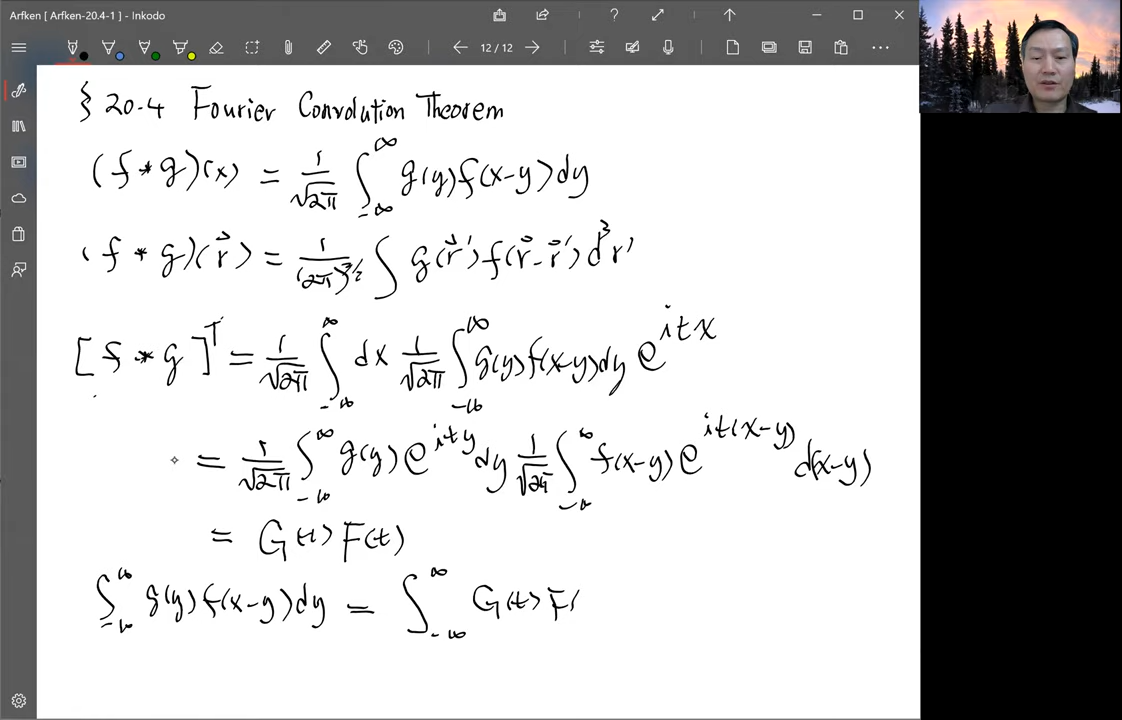 Arfken [ Arfken-20.4-1 ] - Inkodo
12/12
§ 20.4 Fourier Convolution Theorem
(f * g)(x) = 1/√2π ∫_{-∞}^{∞} g(y) f(x-y) dy
(f * g)(r⃗) = 1/(2π)^{3/2} ∫ g(r⃗') f(r⃗-r⃗') d³r'
[f * g]^T = 1/√2π ∫_{-∞}^{∞} dx 1/√2π ∫_{-∞}^{∞} g(y) f(x-y) dy e^{itx}
= 1/√2π ∫_{-∞}^{∞} g(y) e^{ity} dy 1/√2π ∫_{-∞}^{∞} f(x-y) e^{it(x-y)} d(x-y)
= G(t) F(t)
∫_{-∞}^{∞} g(y) f(x-y) dy = ∫_{-∞}^{∞} G(t) F(